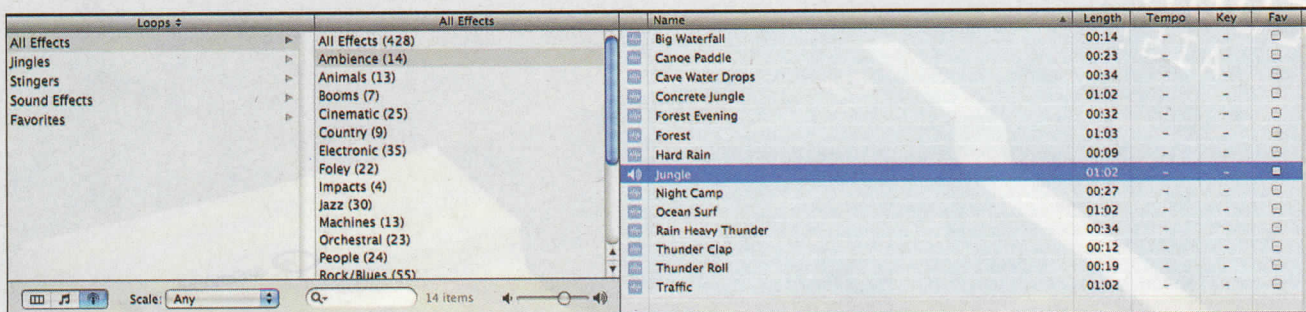 Loops All Effects Name Length Tempo Key Fav
All Effects
Jingles
Stingers
Sound Effects
Favorites
All Effects (428)
Ambience (14)
Animals (13)
Booms (7)
Cinematic (25)
Country (9)
Electronic (35)
Foley (22)
Impacts (4)
Jazz (30)
Machines (13)
Orchestral (23)
People (24)
Rock/Blues (55)
Big Waterfall 00:14 - -
Canoe Paddle 00:23 - -
Cave Water Drops 00:34 - -
Concrete Jungle 01:02 - -
Forest Evening 00:32 - -
Forest 01:03 - -
Hard Rain 00:09 - -
Jungle 01:02 - -
Night Camp 00:27 - -
Ocean Surf 01:02 - -
Rain Heavy Thunder 00:34 - -
Thunder Clap 00:12 - -
Thunder Roll 00:19 - -
Traffic 01:02 - -
Scale: Any 14 items